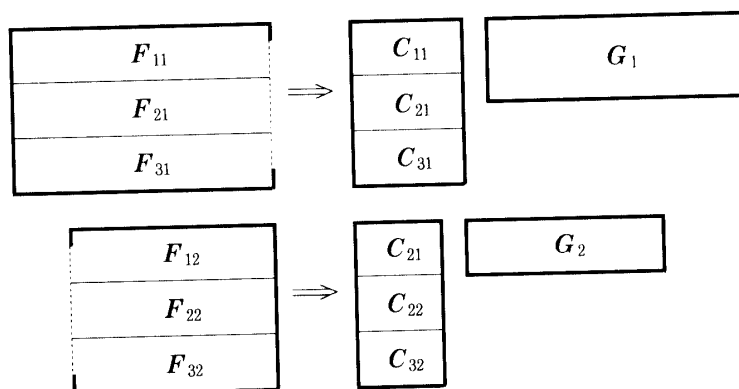 F11 ⇒ C11 G1
F21 C21
F31 C31
F12 ⇒ C21 G2
F22 C22
F32 C32